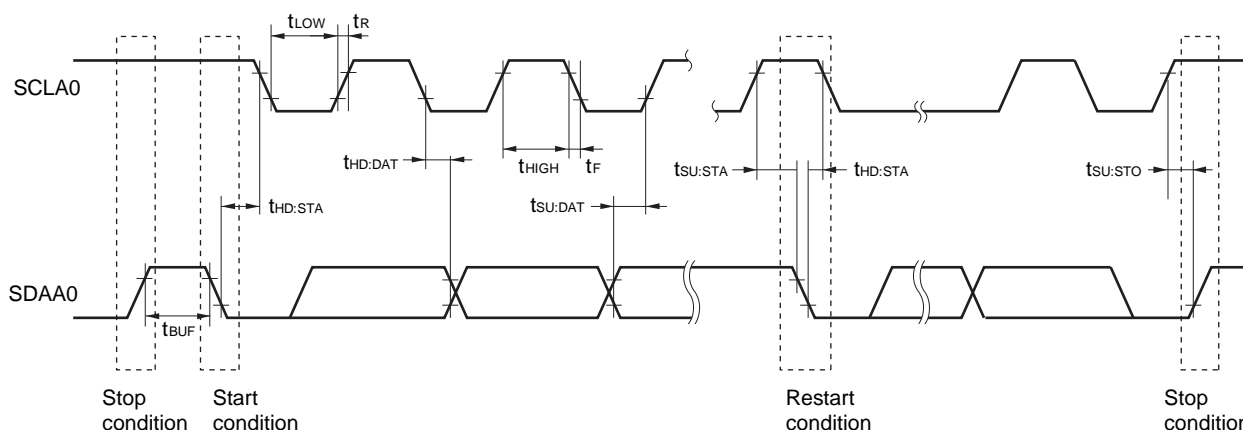 tLOW tR
SCLA0
tHD:DAT tHIGH tF tSU:STA tHD:STA tSU:STO
tHD:STA tSU:DAT
SDAA0
tBUF
Stop condition
Start condition
Restart condition
Stop condition